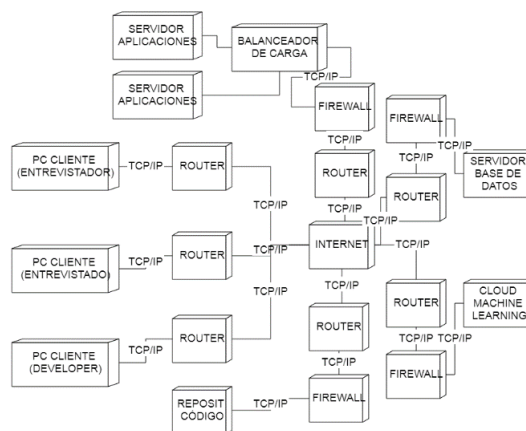 SERVIDOR
APLICACIONES
BALANCEADOR
DE CARGA
TCP/IP
SERVIDOR
APLICACIONES
FIREWALL
FIREWALL
TCP/IP
TCP/IP
TCP/IP
PC CLIENTE
(ENTREVISTADOR)
TCP/IP
ROUTER
ROUTER
SERVIDOR
BASE DE
DATOS
ROUTER
TCP/IP
TCP/IP
TCP/IP
INTERNET
PC CLIENTE
(ENTREVISTADO)
TCP/IP
ROUTER
TCP/IP
TCP/IP
TCP/IP
TCP/IP
ROUTER
CLOUD
MACHINE
LEARNING
ROUTER
TCP/IP
PC CLIENTE
(DEVELOPER)
TCP/IP
ROUTER
TCP/IP
TCP/IP
TCP/IP
FIREWALL
REPOSIT
CÓDIGO
TCP/IP
FIREWALL